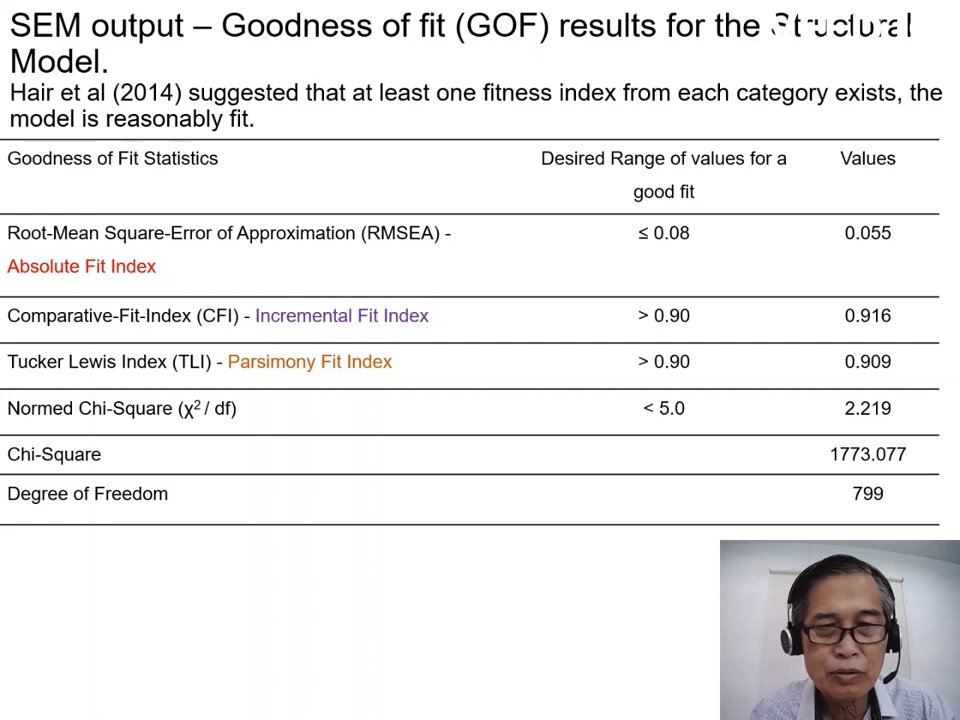 SEM output – Goodness of fit (GOF) results for the Structural
Model.
Hair et al (2014) suggested that at least one fitness index from each category exists, the
model is reasonably fit.
Goodness of Fit Statistics Desired Range of values for a good fit Values
Root-Mean Square-Error of Approximation (RMSEA) - ≤ 0.08 0.055
Absolute Fit Index
Comparative-Fit-Index (CFI) - Incremental Fit Index > 0.90 0.916
Tucker Lewis Index (TLI) - Parsimony Fit Index > 0.90 0.909
Normed Chi-Square (χ² / df) < 5.0 2.219
Chi-Square 1773.077
Degree of Freedom 799